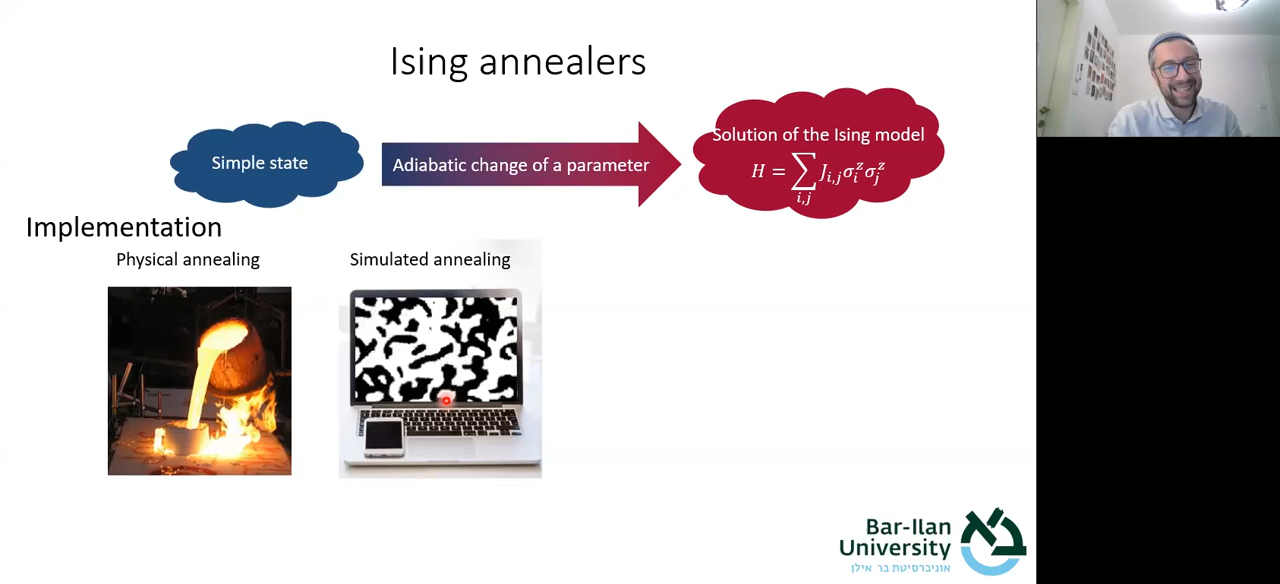 Ising annealers
Simple state
Adiabatic change of a parameter
Solution of the Ising model
H = ∑_{i,j} J_{i,j} σ_i^z σ_j^z
Implementation
Physical annealing
Simulated annealing
Bar-Ilan
University
אוניברסיטת בר אילן